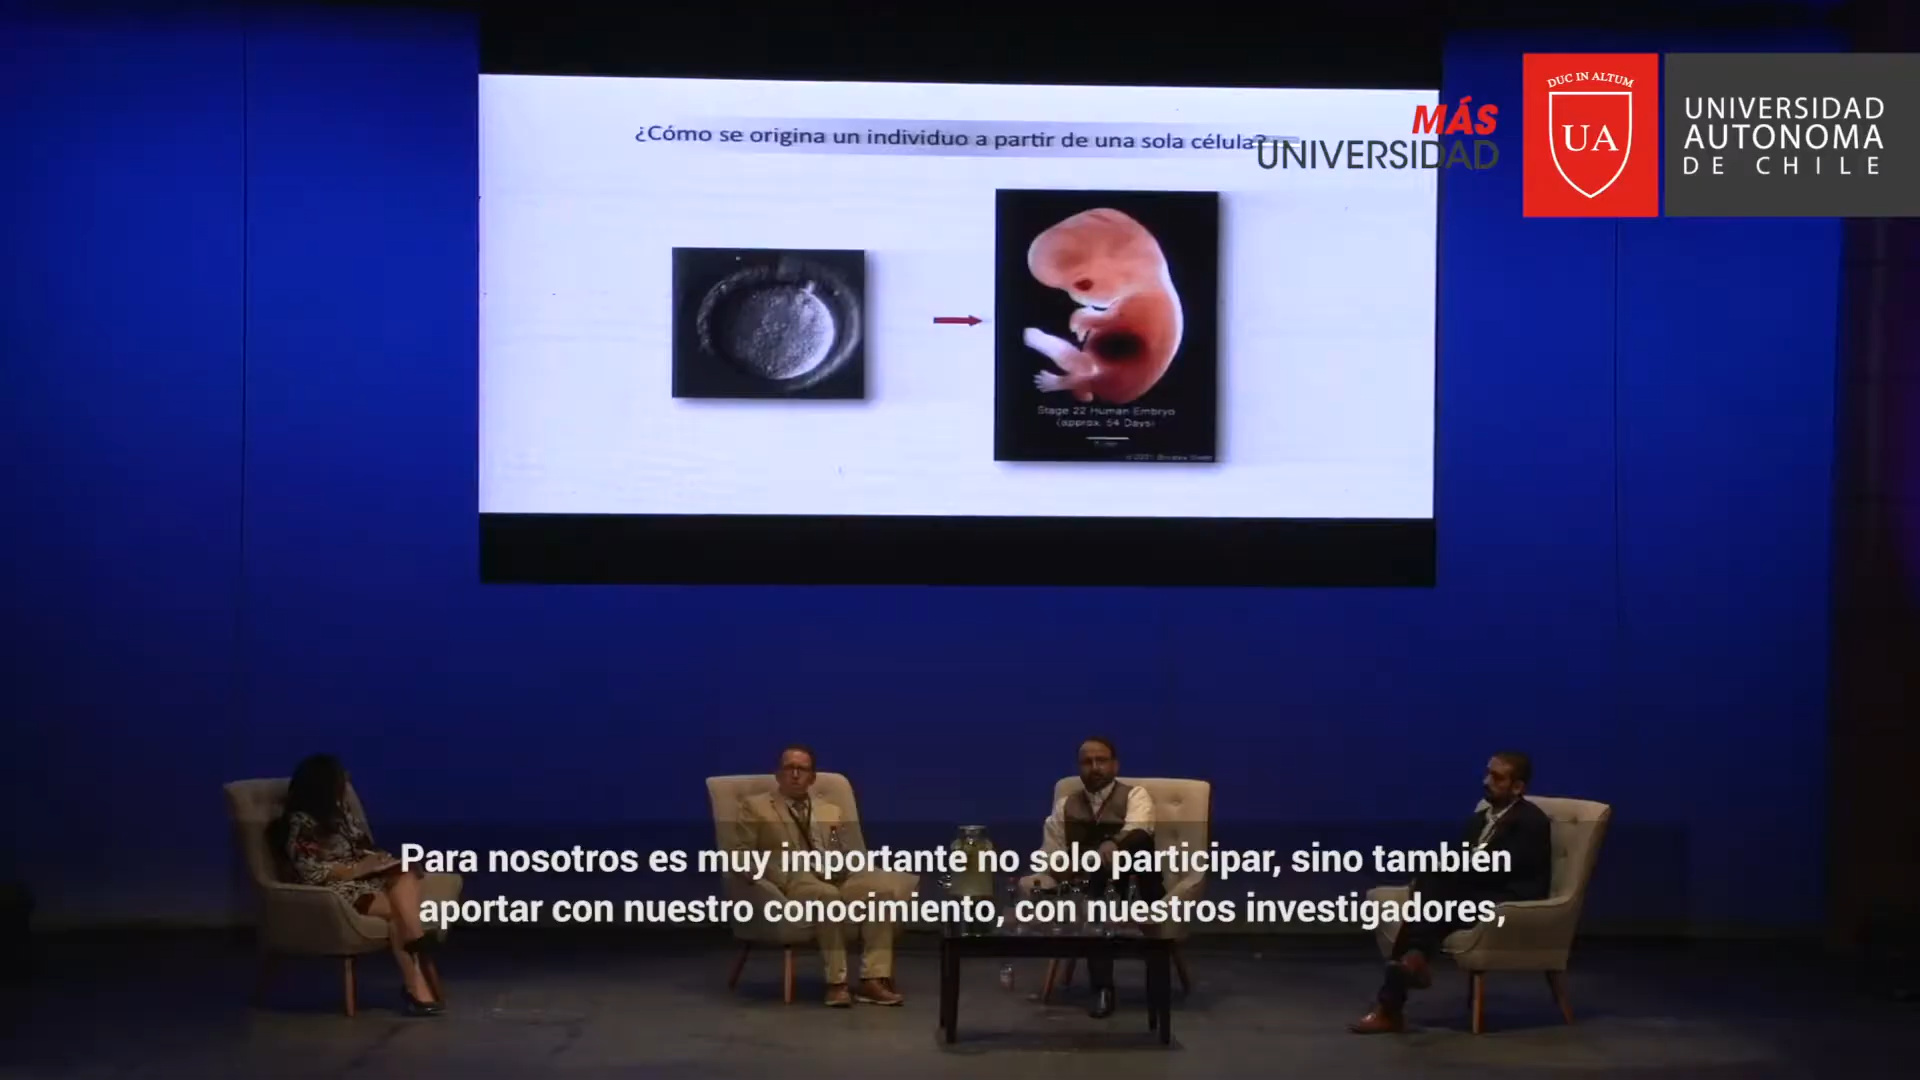 ¿Cómo se origina un individuo a partir de una sola célula?
MÁS
UNIVERSIDAD
DUC IN ALTUM
UA
UNIVERSIDAD
AUTONOMA
DE CHILE
Stage 22 Human Embryo
(approx. 54 Days)
Para nosotros es muy importante no solo participar, sino también
aportar con nuestro conocimiento, con nuestros investigadores,